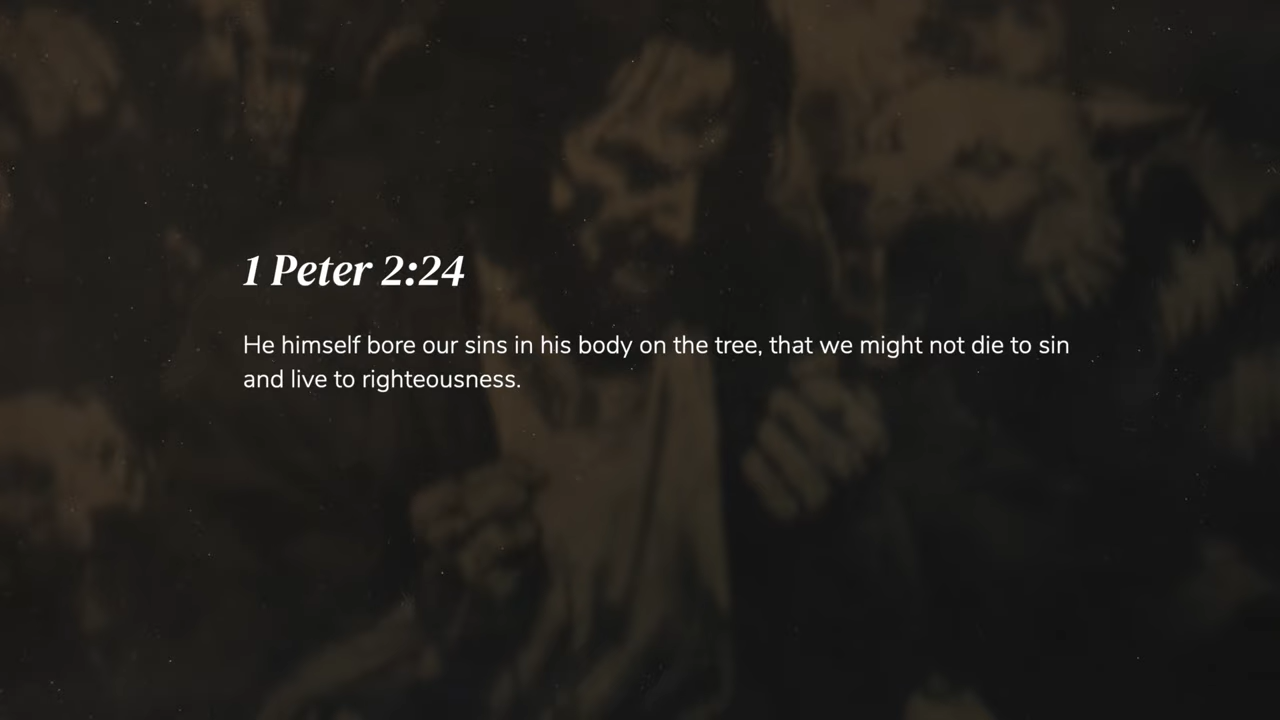 1 Peter 2:24
He himself bore our sins in his body on the tree, that we might not die to sin
and live to righteousness.